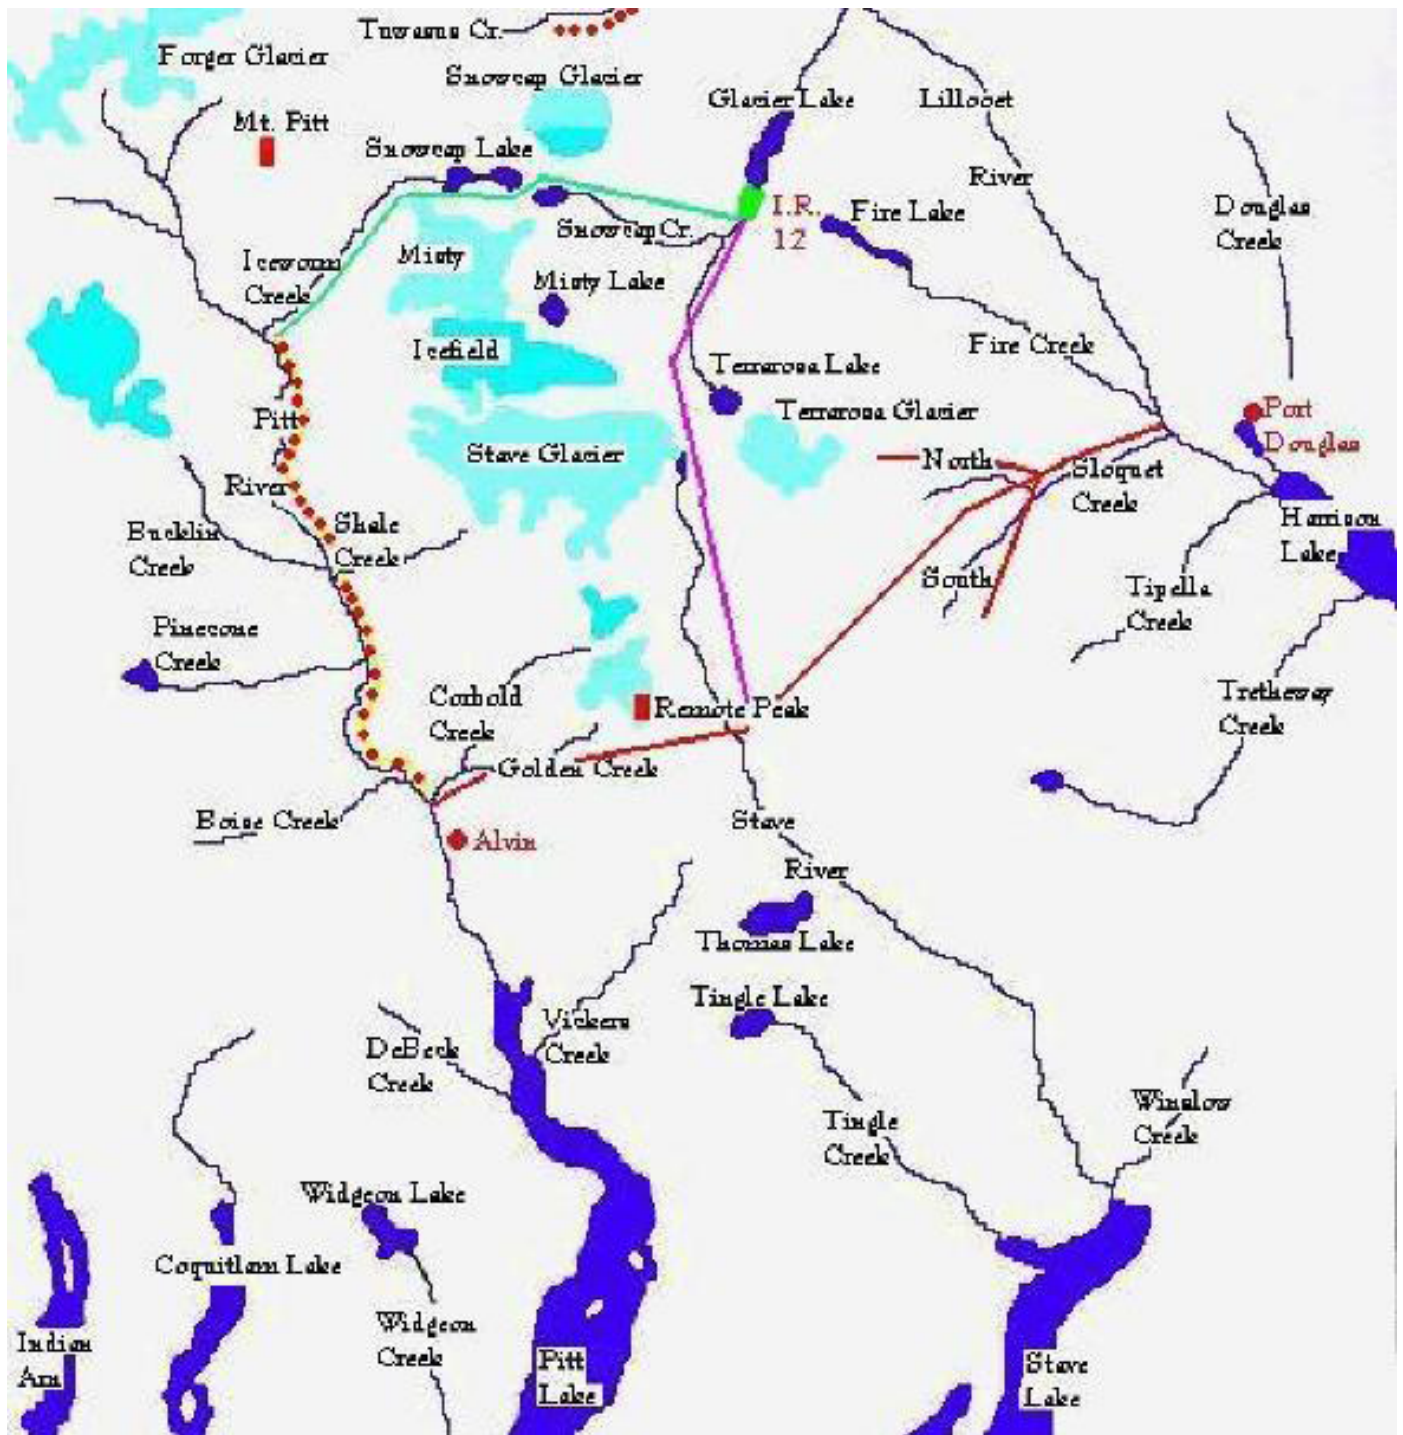 Tuwasus Cr.
Forger Glacier
Snowcap Glacier
Glacier Lake
Lillooet
Mt. Pitt
Snowcap Lake
River
I.R.
12
Fire Lake
Douglas
Creek
Snowcap Cr.
Misty
Iceworm
Creek
Misty Lake
Icefield
Fire Creek
Terrarosa Lake
Pitt
Terrarosa Glacier
Port
Douglas
Stave Glacier
North
Sloquet
Creek
River
Shale
Creek
Bucklin
Creek
Harrison
Lake
South
Tipella
Creek
Pinecone
Creek
Corbold
Creek
Remote Peak
Tretheway
Creek
Golden Creek
Boise Creek
Stave
River
Alvin
Thomas Lake
Tingle Lake
Vickers
Creek
DeBeck
Creek
Tingle
Creek
Winslow
Creek
Widgeon Lake
Coquitlam Lake
Widgeon
Creek
Indian
Arm
Pitt
Lake
Stave
Lake